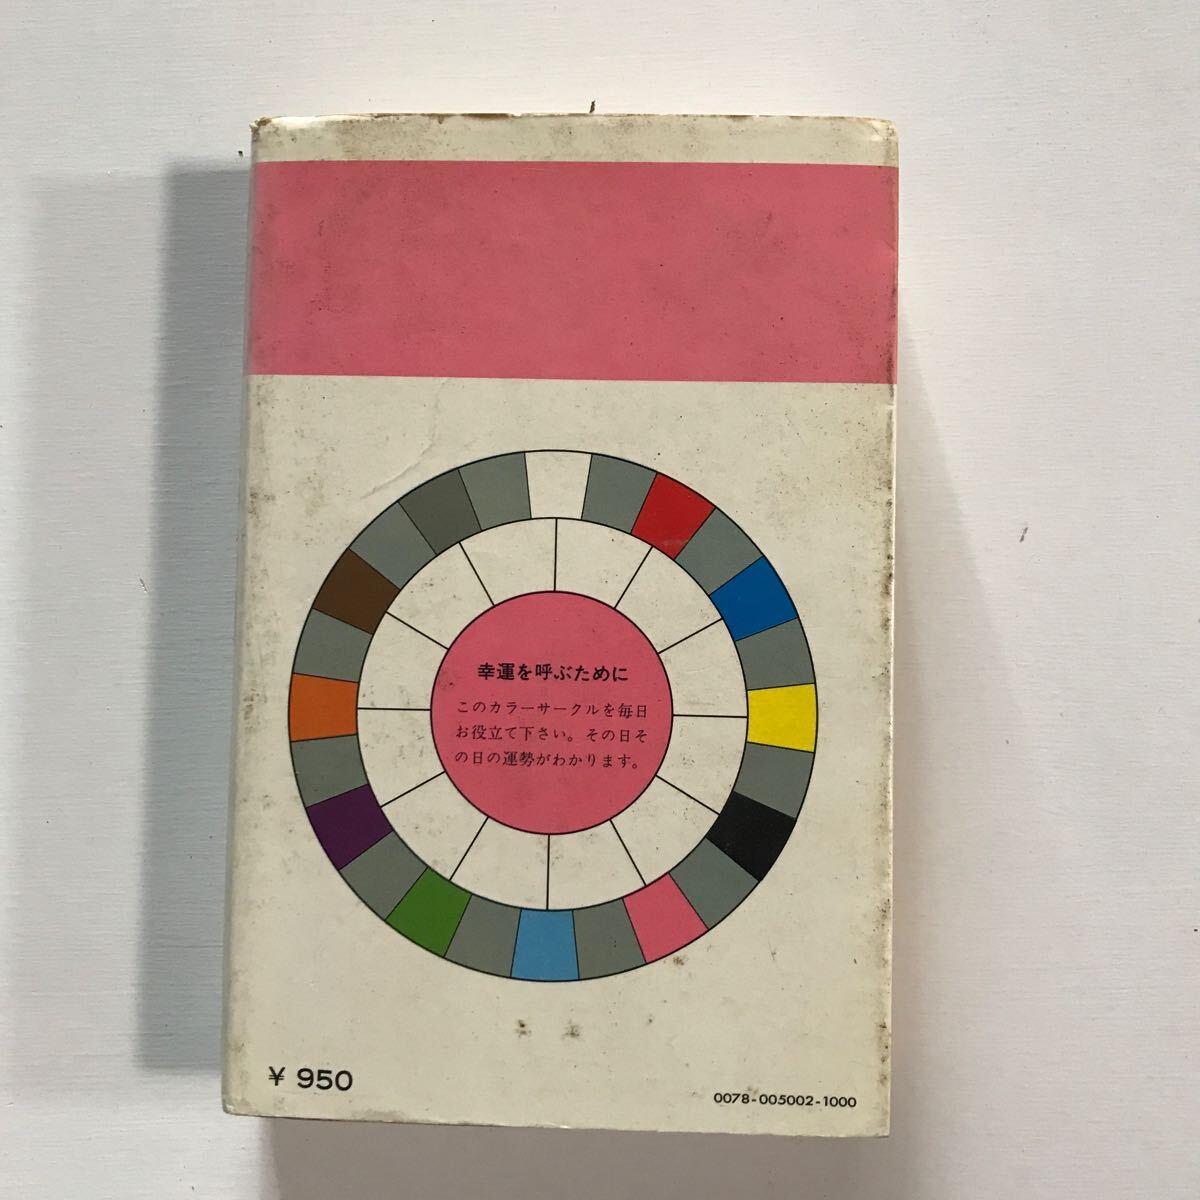 幸運を呼ぶために
このカラーサークルを毎日
お役立て下さい。その日そ
の日の運勢がわかります。
¥ 950
0078-005002-1000